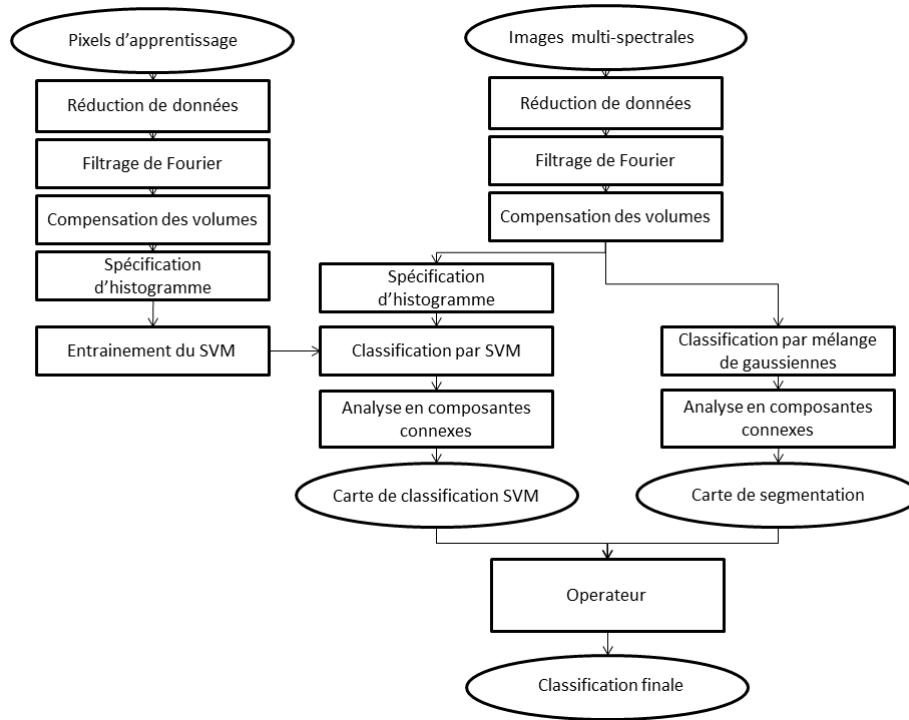 Pixels d'apprentissage
Réduction de données
Filtrage de Fourier
Compensation des volumes
Spécification
d'histogramme
Entrainement du SVM
Images multi-spectrales
Réduction de données
Filtrage de Fourier
Compensation des volumes
Spécification
d'histogramme
Classification par SVM
Analyse en composantes
connexes
Carte de classification SVM
Classification par mélange
de gaussiennes
Analyse en composantes
connexes
Carte de segmentation
Operateur
Classification finale